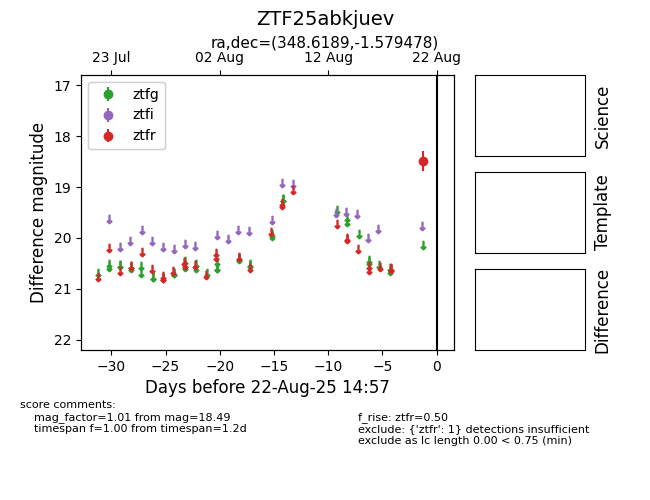 ZTF25abkjuev
ra,dec=(348.6189,-1.579478)
23 Jul 02 Aug 12 Aug 22 Aug
ztfg
ztfi
ztfr
17
18
19
20
21
22
Difference magnitude
−30 −25 −20 −15 −10 −5 0
Days before 22-Aug-25 14:57
Science
Template
Difference
score comments:
mag_factor=1.01 from mag=18.49
timespan f=1.00 from timespan=1.2d
f_rise: ztfr=0.50
exclude: {'ztfr': 1} detections insufficient
exclude as lc length 0.00 < 0.75 (min)